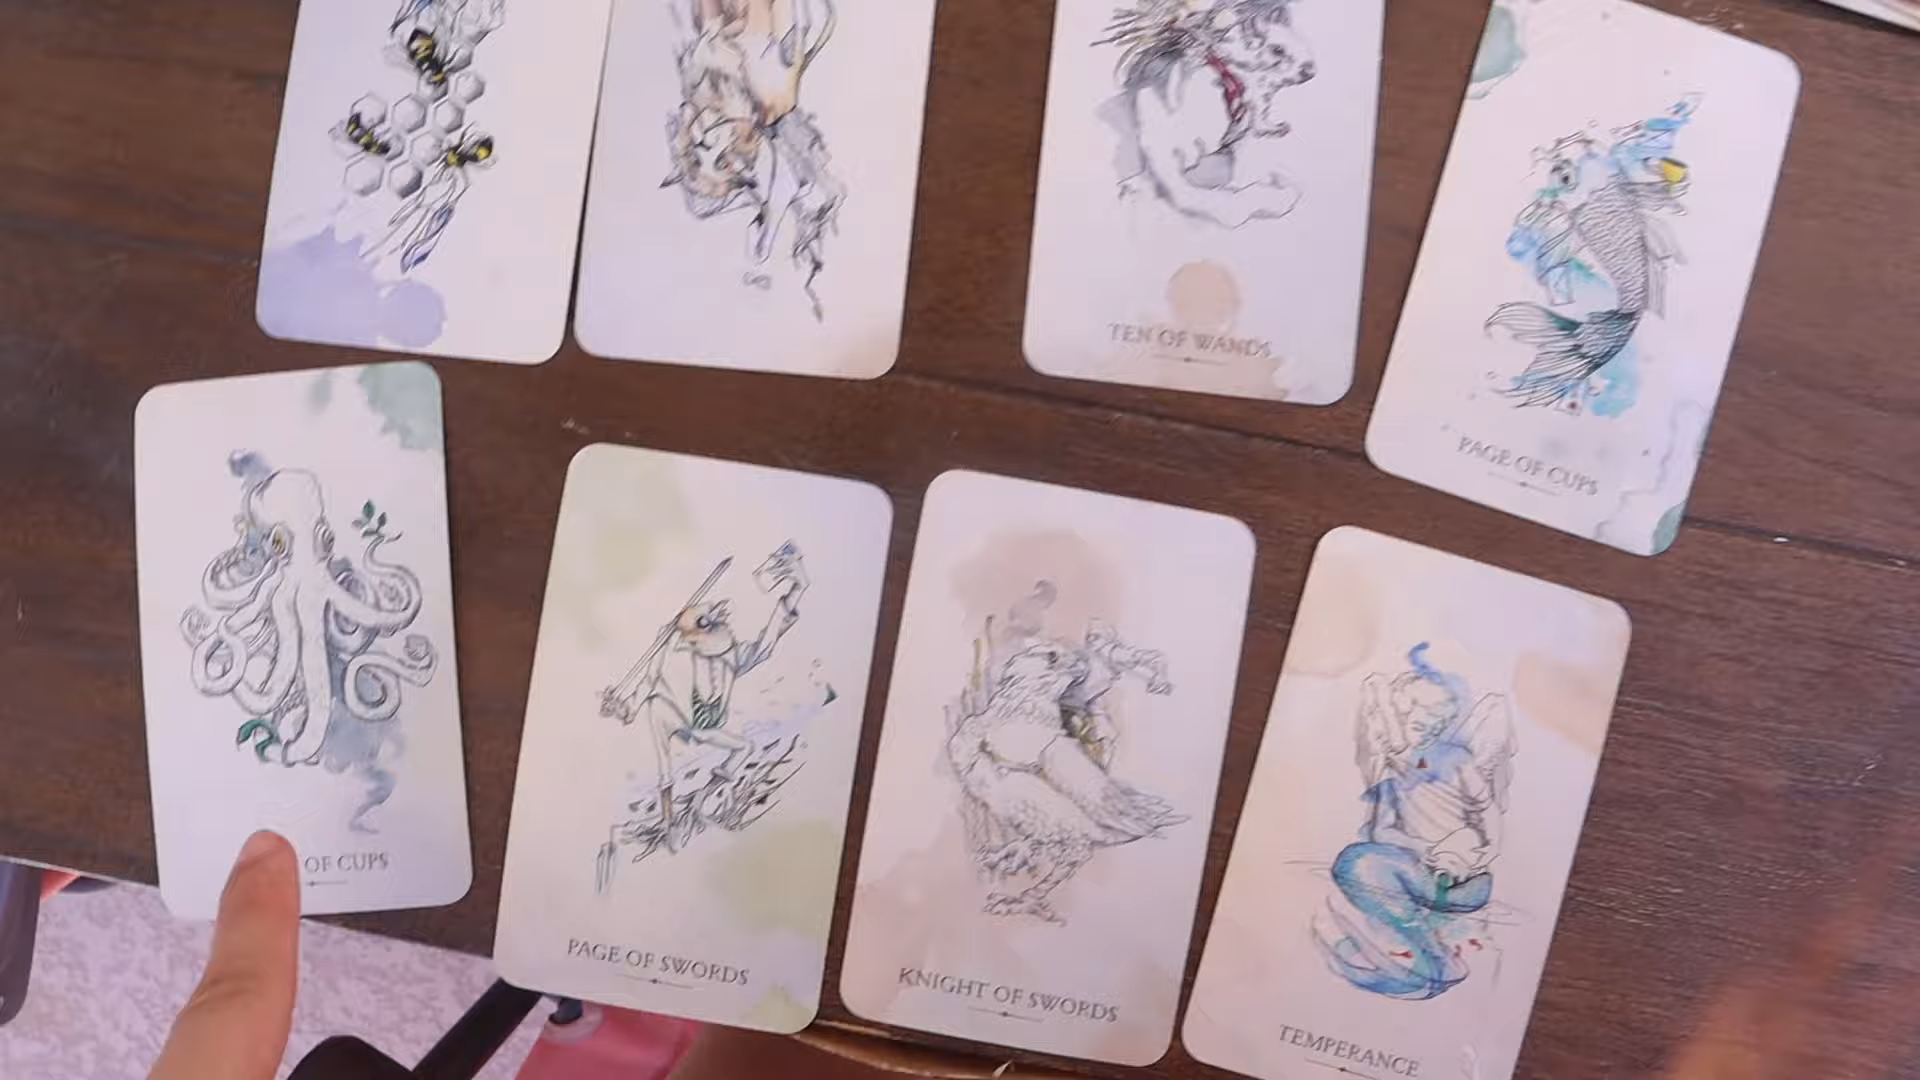 TEN OF WANDS
PAGE OF CUPS
OF CUPS
PAGE OF SWORDS
KNIGHT OF SWORDS
TEMPERANCE